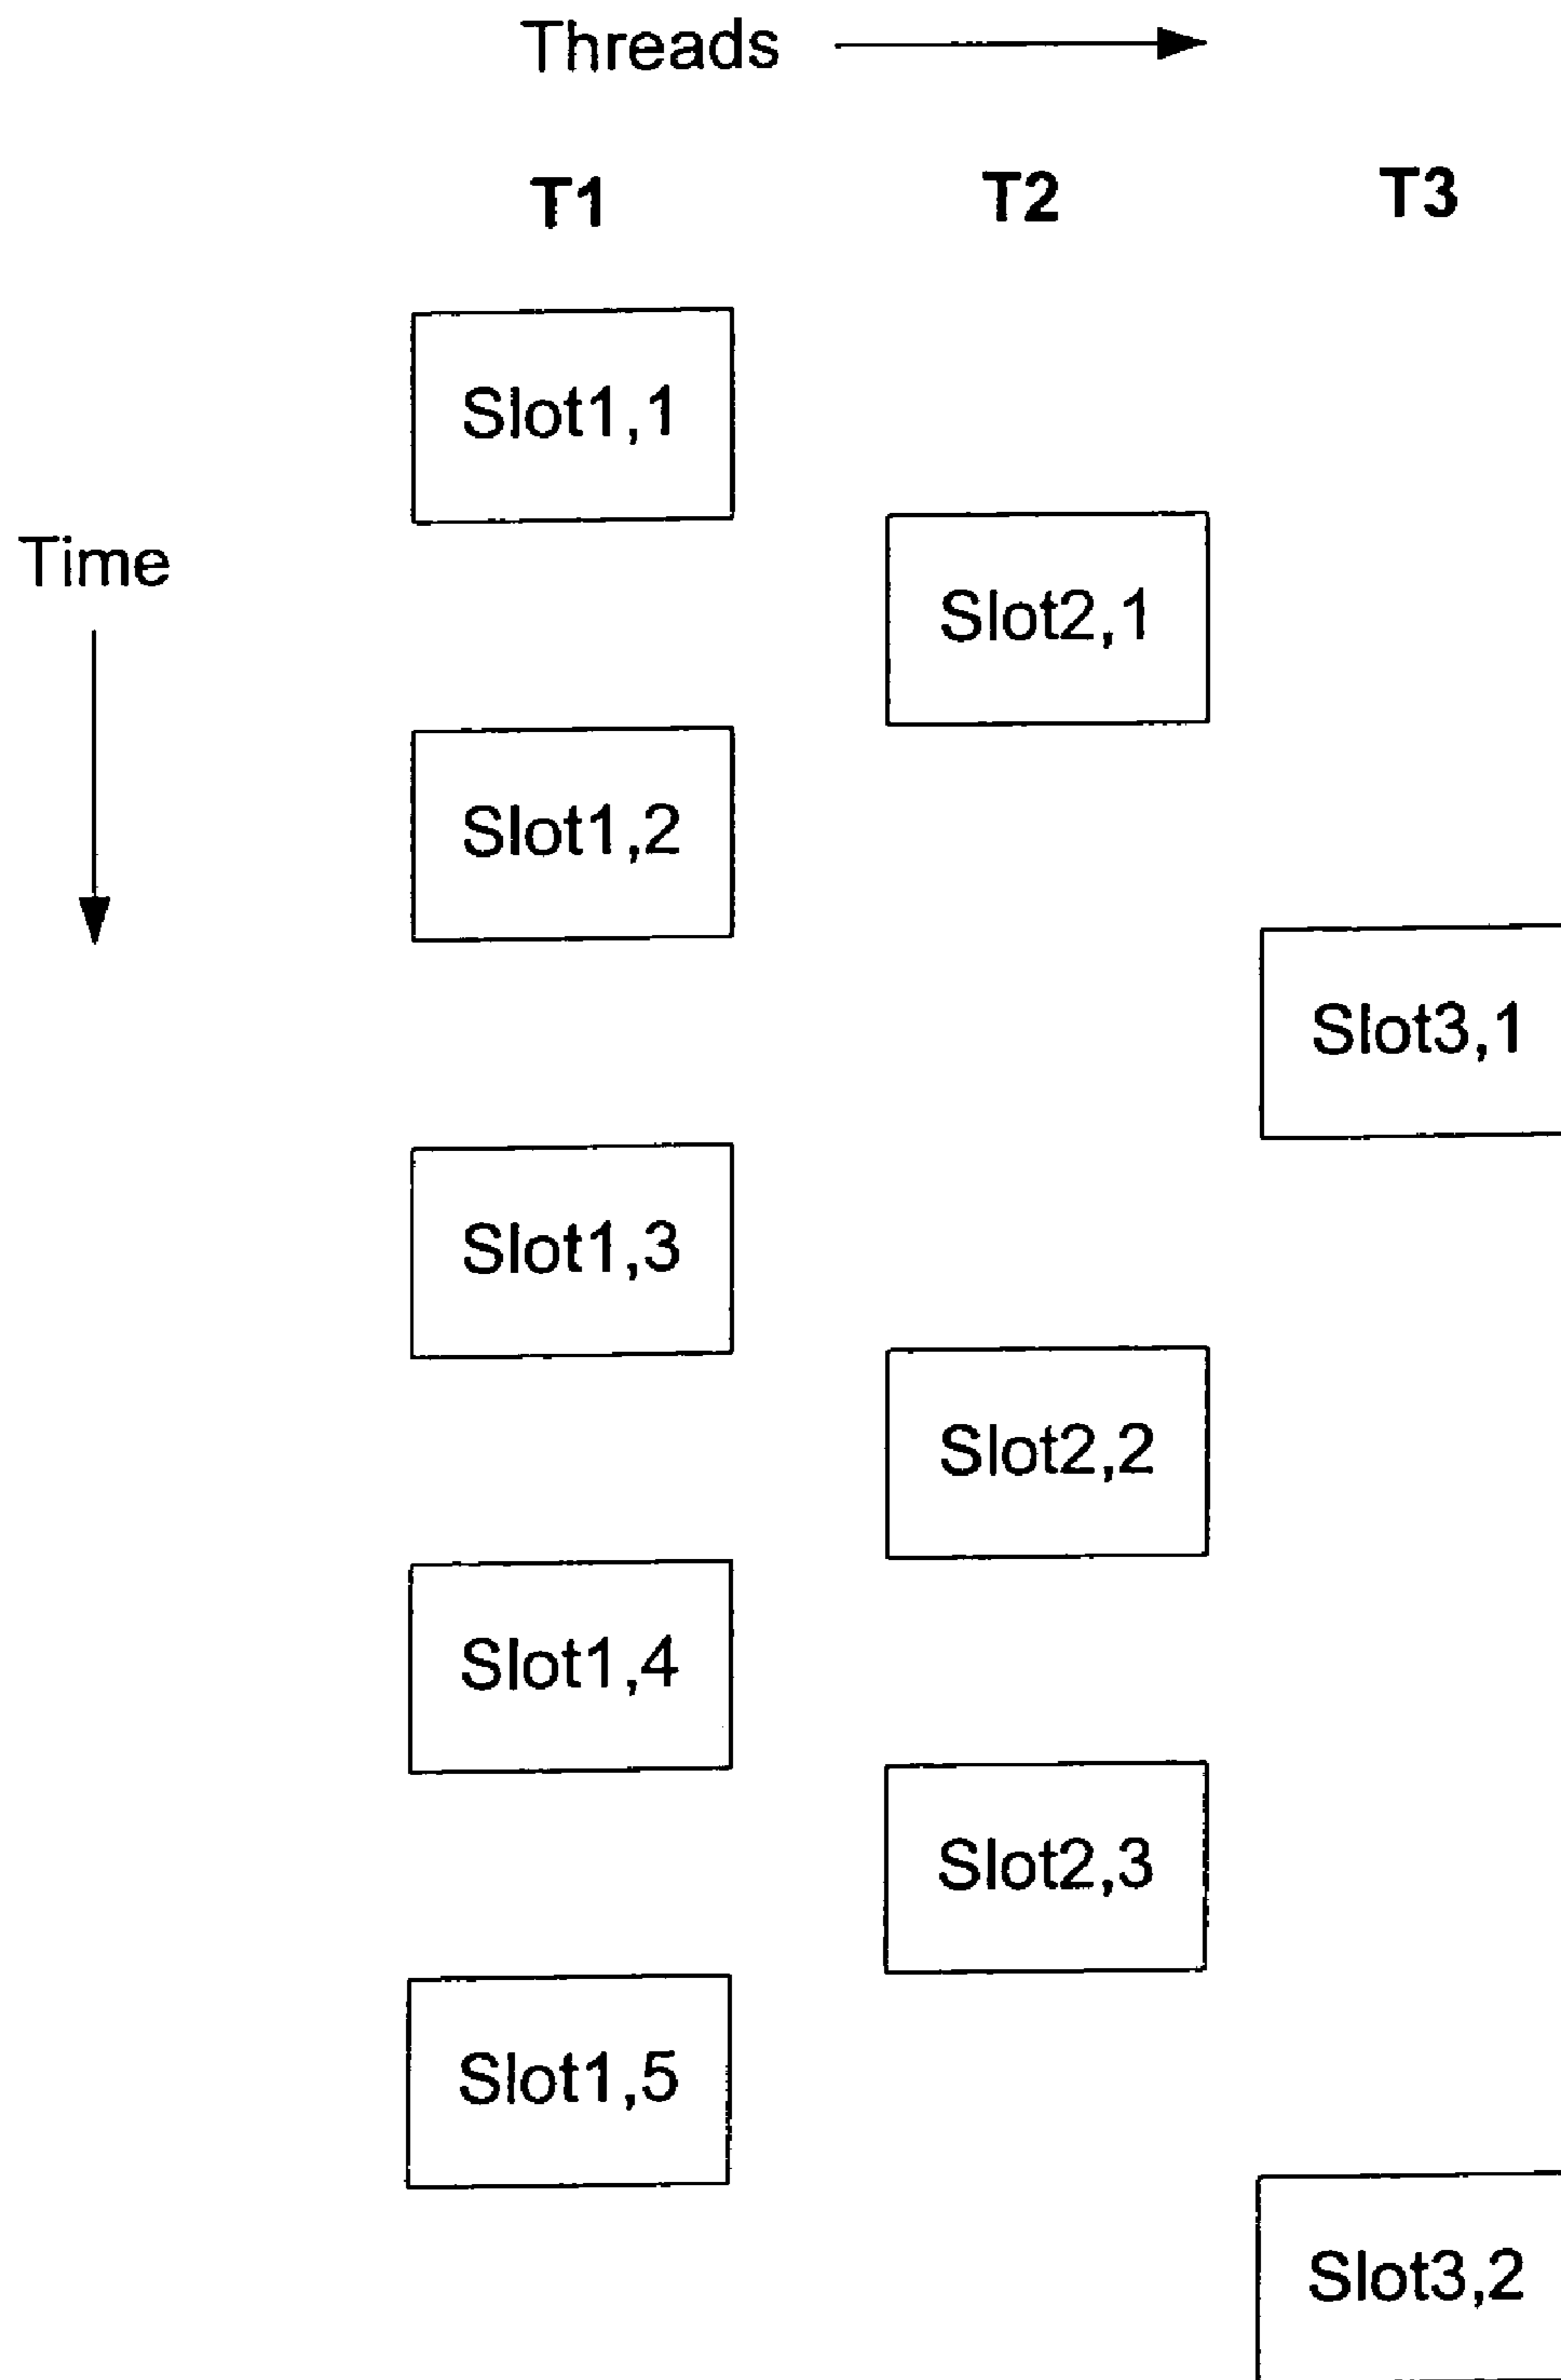 Threads
T1 T2 T3
Slot1,1
Time
Slot2,1
Slot1,2
Slot3,1
Slot1,3
Slot2,2
Slot1,4
Slot2,3
Slot1,5
Slot3,2